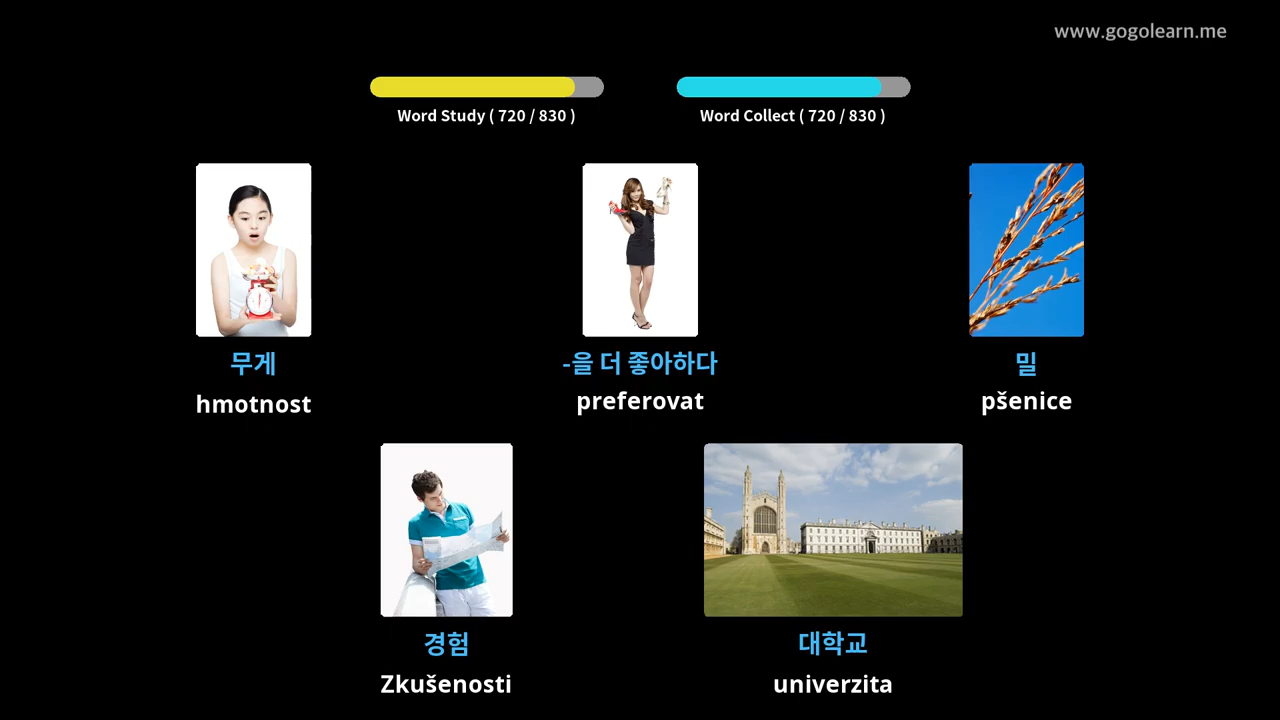 www.gogolearn.me
Word Study ( 720 / 830 )
Word Collect ( 720 / 830 )
무게
-을 더 좋아하다
밀
hmotnost
preferovat
pšenice
경험
대학교
Zkušenosti
univerzita